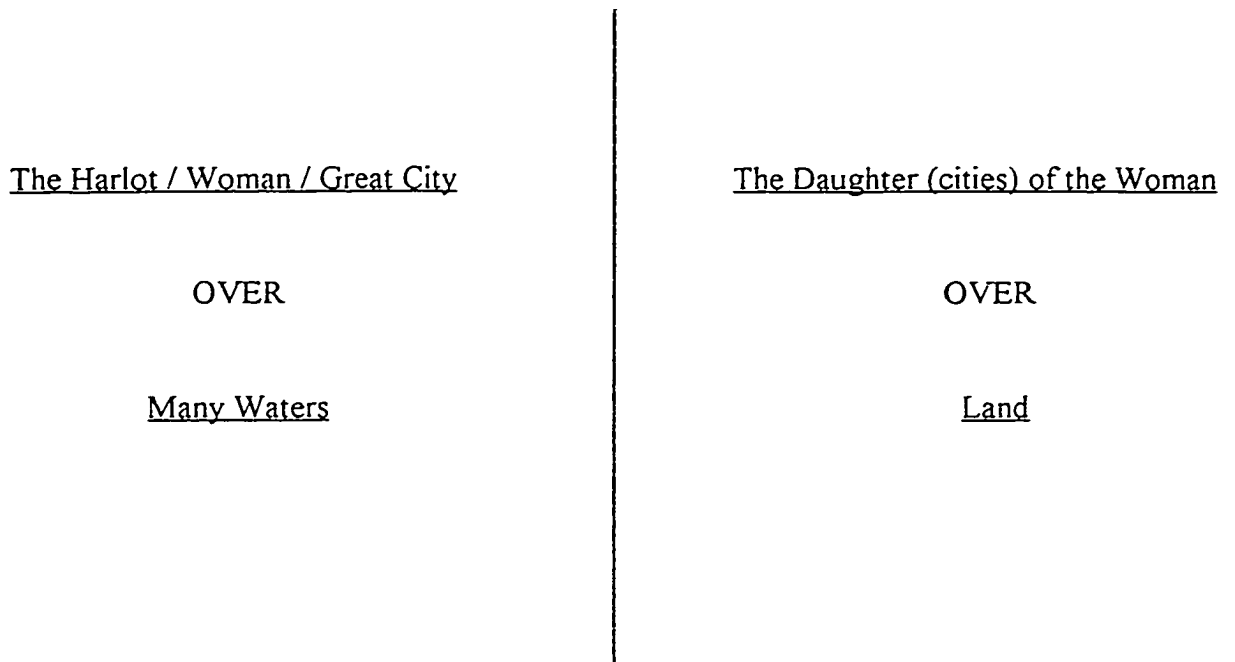 The Harlot / Woman / Great City
OVER
Many Waters
The Daughter (cities) of the Woman
OVER
Land